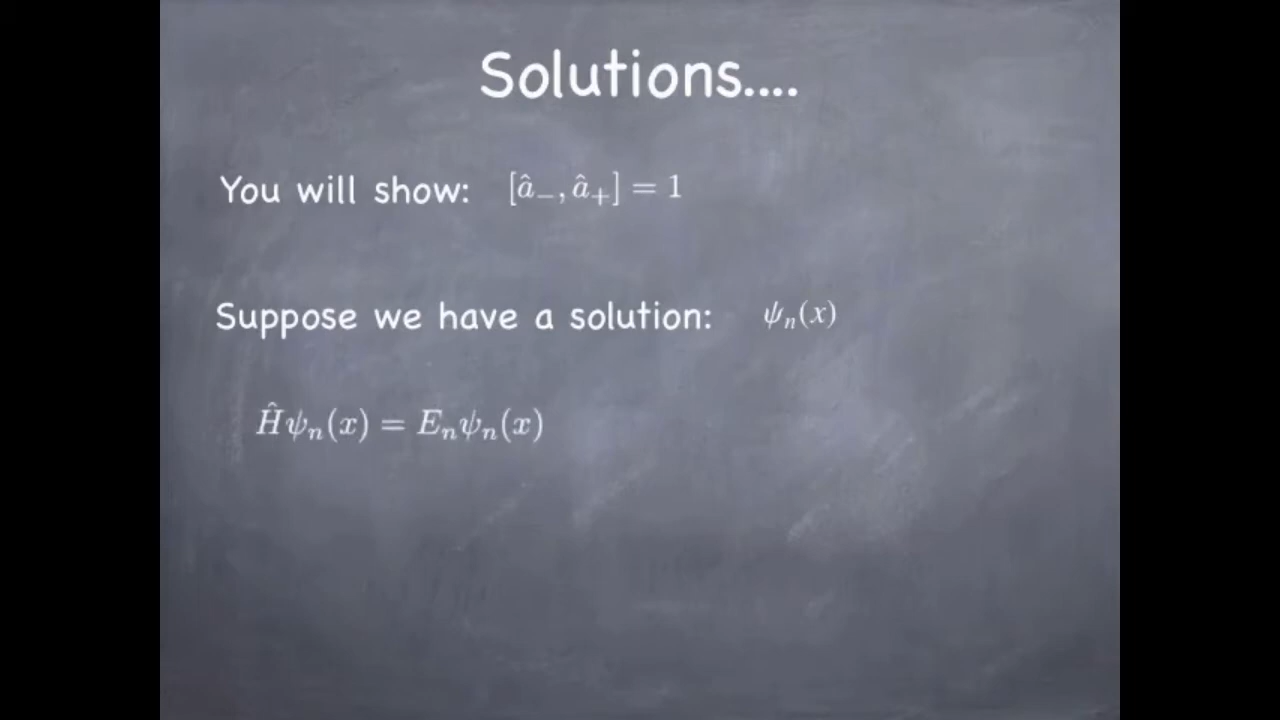 Solutions....
You will show: [â₋, â₊] = 1
Suppose we have a solution: ψₙ(x)
Ĥψₙ(x) = Eₙψₙ(x)